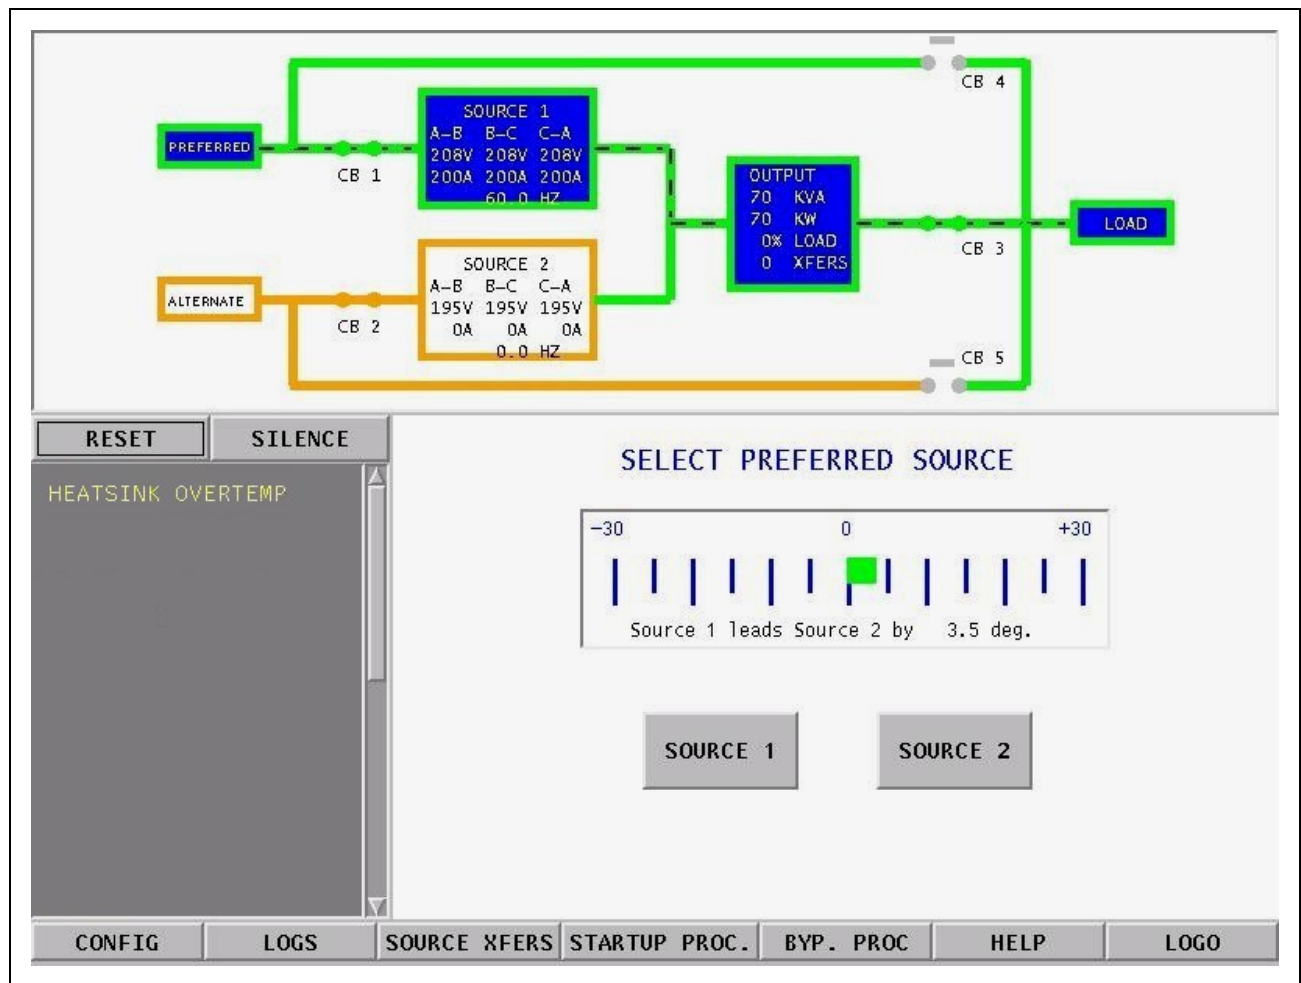 CB 4
SOURCE 1
A-B B-C C-A
208V 208V 208V
200A 200A 200A
60.0 HZ
PREFERRED
CB 1
OUTPUT
70 KVA
70 KW
0% LOAD
0 XFERS
LOAD
CB 3
SOURCE 2
A-B B-C C-A
195V 195V 195V
0A 0A 0A
0.0 HZ
ALTERNATE
CB 2
CB 5
RESET SILENCE
HEATSINK OVERTEMP
SELECT PREFERRED SOURCE
-30 0 +30
Source 1 leads Source 2 by 3.5 deg.
SOURCE 1 SOURCE 2
CONFIG LOGS SOURCE XFERS STARTUP PROC. BYP. PROC HELP LOGO